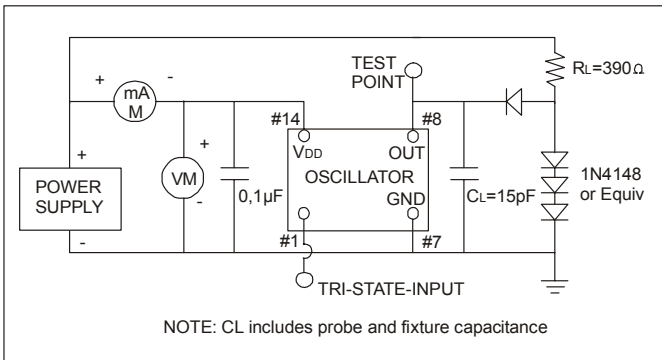 TEST
POINT
RL=390Ω
+
-
mA
M
#14
#8
+
VDD
OUT
1N4148
or Equiv
+
POWER
SUPPLY
-
VM
-
0,1µF
OSCILLATOR
GND
CL=15pF
#1
#7
TRI-STATE-INPUT
NOTE: CL includes probe and fixture capacitance